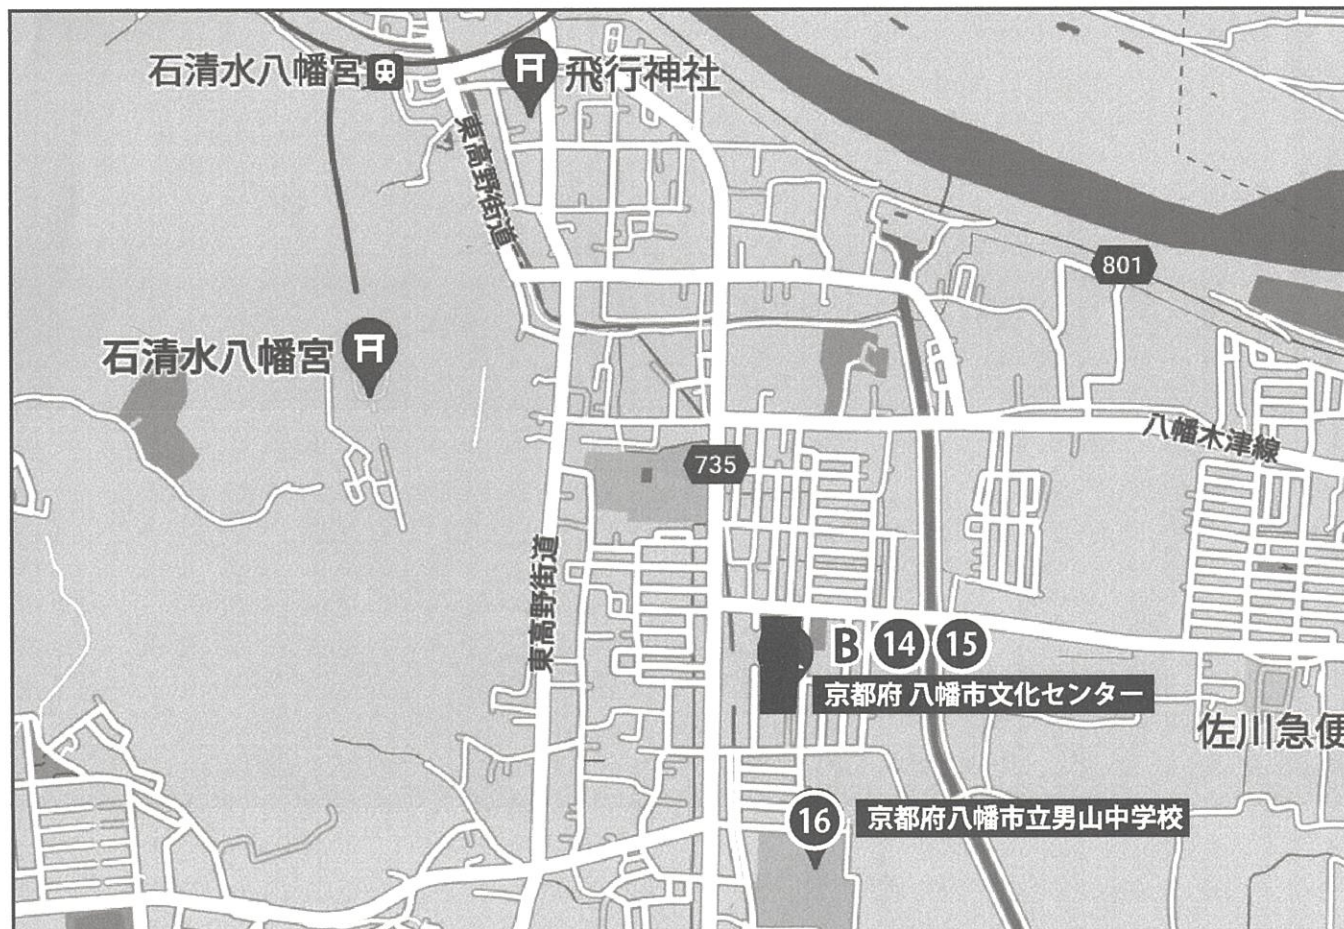 石清水八幡宮
飛行神社
東高野街道
801
石清水八幡宮
八幡木津線
735
東高野街道
B 14 15
京都府 八幡市文化センター
佐川急便
16
京都府八幡市立男山中学校